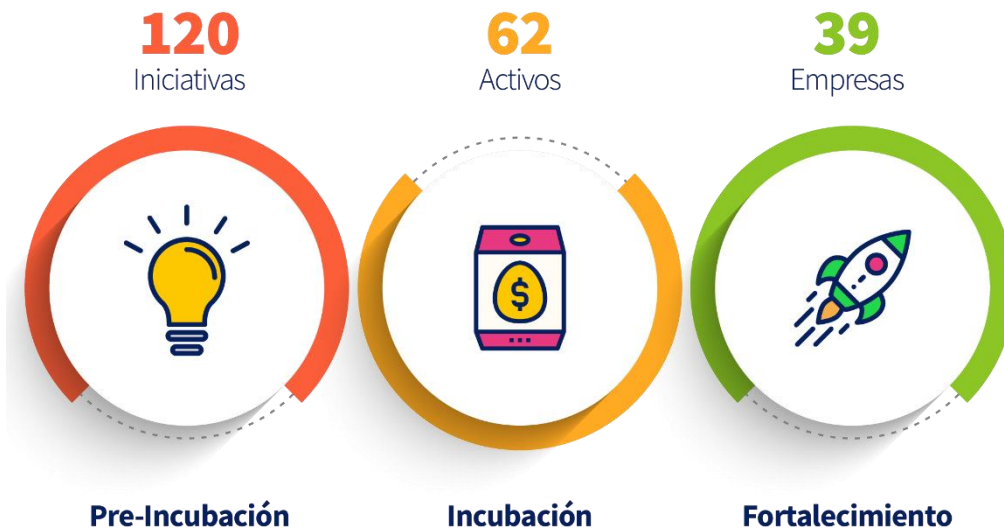 120
Iniciativas
62
Activos
39
Empresas
$
Pre-Incubación
Incubación
Fortalecimiento